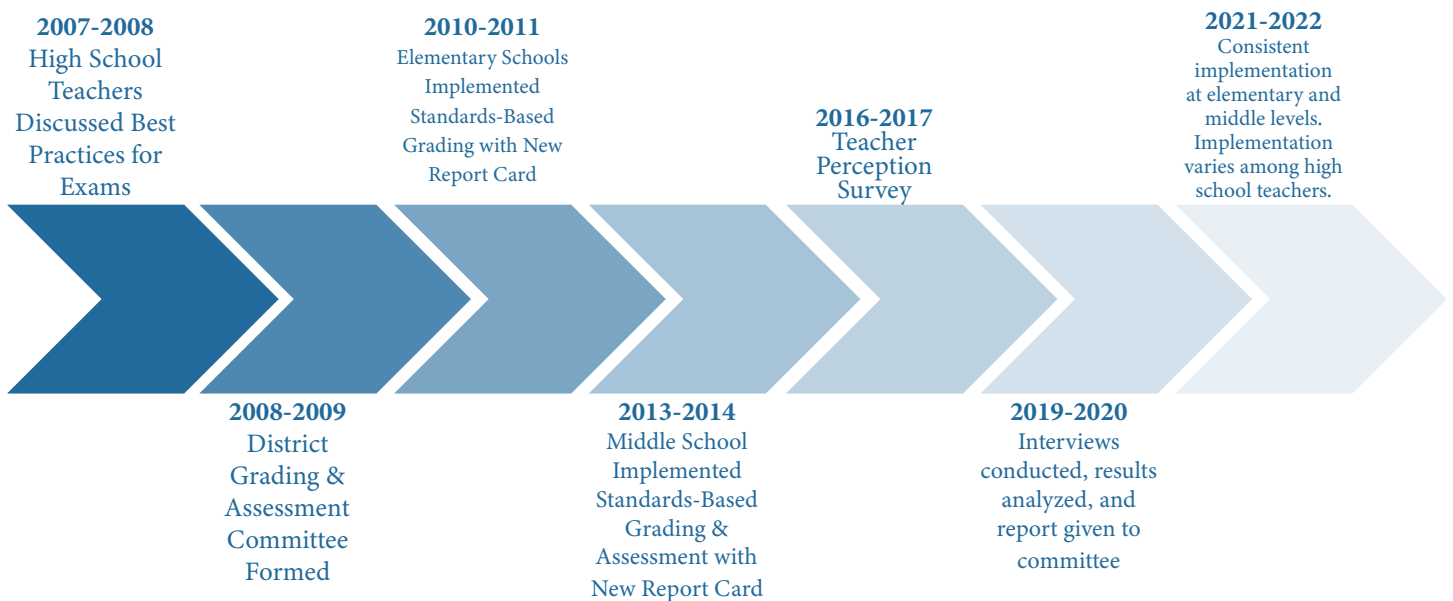 2007-2008
High School
Teachers
Discussed Best
Practices for
Exams
2008-2009
District
Grading &
Assessment
Committee
Formed
2010-2011
Elementary Schools
Implemented
Standards-Based
Grading with New
Report Card
2013-2014
Middle School
Implemented
Standards-Based
Grading &
Assessment with
New Report Card
2016-2017
Teacher
Perception
Survey
2019-2020
Interviews
conducted, results
analyzed, and
report given to
committee
2021-2022
Consistent
implementation
at elementary and
middle levels.
Implementation
varies among high
school teachers.